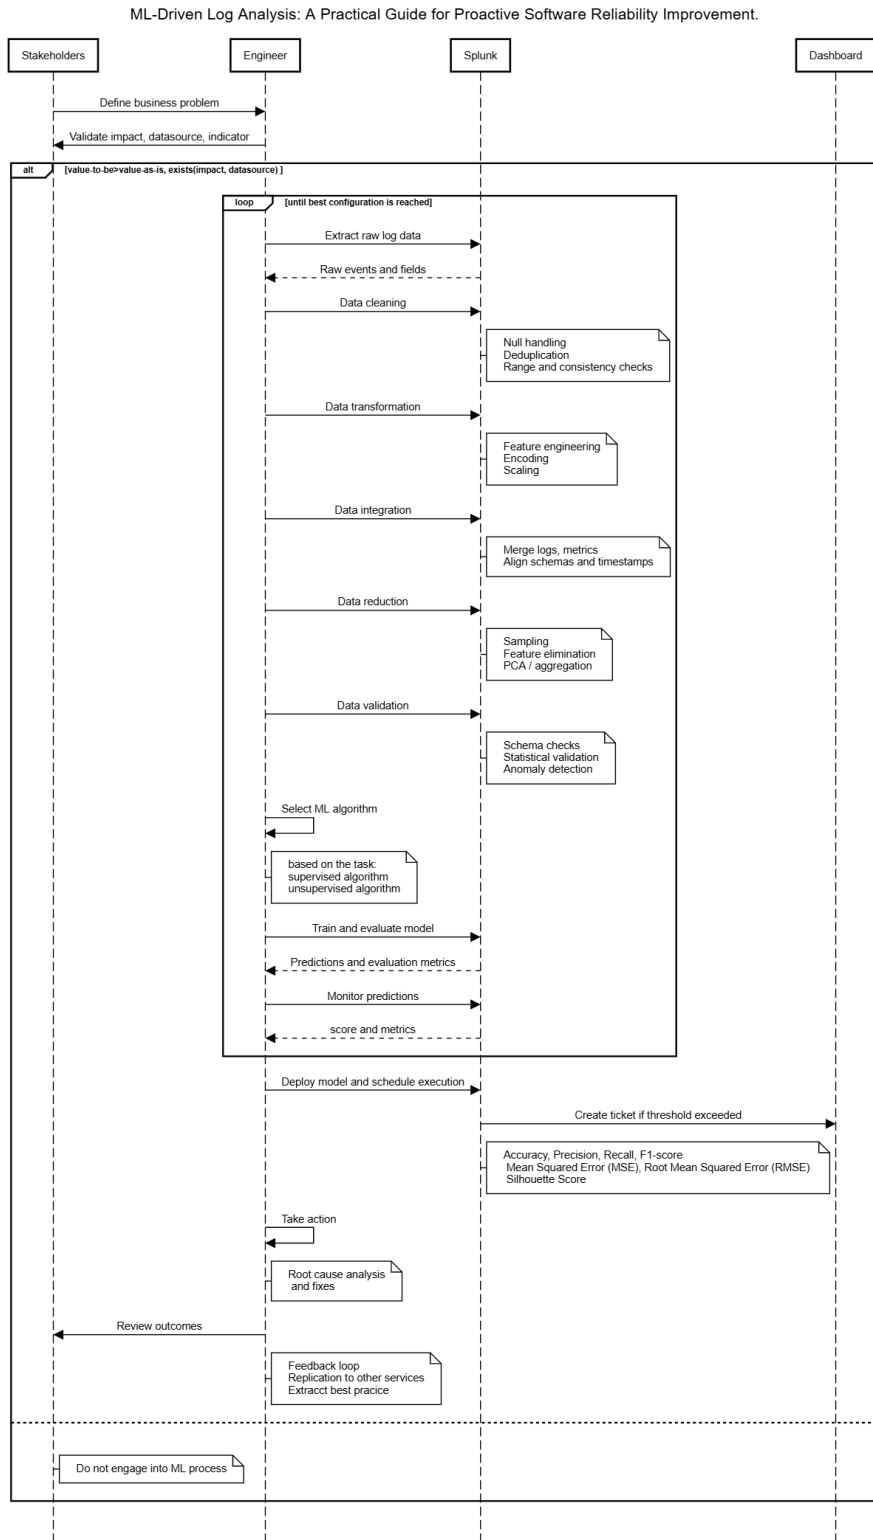 ML-Driven Log Analysis: A Practical Guide for Proactive Software Reliability Improvement.
Stakeholders
Engineer
Splunk
Dashboard
Define business problem
Validate impact, datasource, indicator
alt
[value-to-be>value-as-is, exists(impact, datasource) ]
loop
[until best configuration is reached]
Extract raw log data
Raw events and fields
Data cleaning
Null handling
Deduplication
Range and consistency checks
Data transformation
Feature engineering
Encoding
Scaling
Data integration
Merge logs, metrics
Align schemas and timestamps
Data reduction
Sampling
Feature elimination
PCA / aggregation
Data validation
Schema checks
Statistical validation
Anomaly detection
Select ML algorithm
based on the task:
supervised algorithm
unsupervised algorithm
Train and evaluate model
Predictions and evaluation metrics
Monitor predictions
score and metrics
Deploy model and schedule execution
Create ticket if threshold exceeded
Accuracy, Precision, Recall, F1-score
Mean Squared Error (MSE), Root Mean Squared Error (RMSE)
Silhouette Score
Take action
Root cause analysis
and fixes
Review outcomes
Feedback loop
Replication to other services
Extracct best pracice
Do not engage into ML process